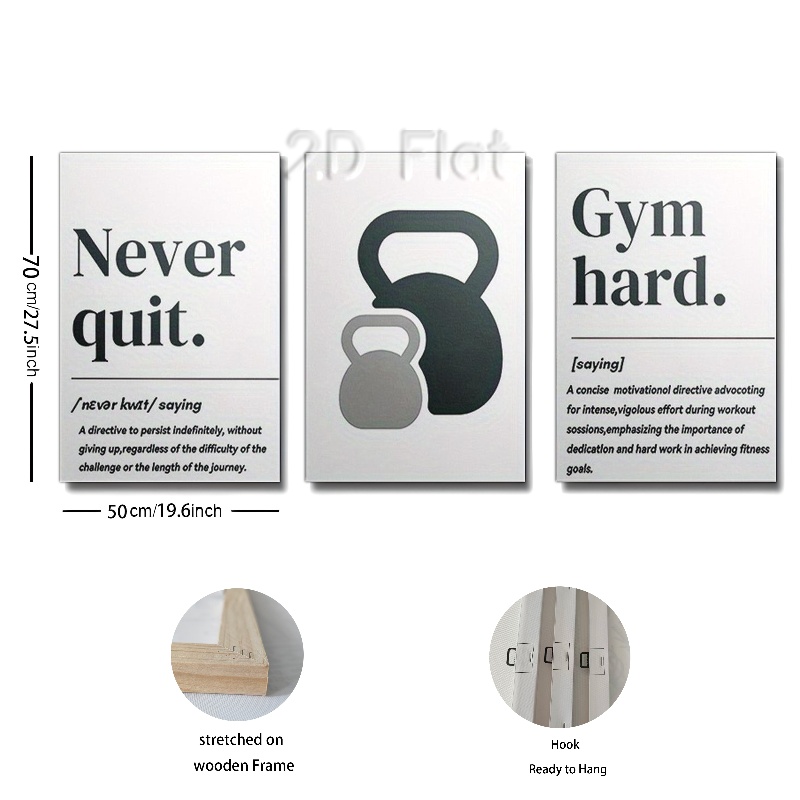 2.D Flat
Never
quit.
/nɛvər kwɪt/ saying
A directive to persist indefinitely, without
giving up,regardless of the difficulty of the
challenge or the length of the journey.
Gym
hard.
[saying]
A concise motivationol directive advocoting
for intense,vigolous effort during workout
sossions,emphasizing the importance of
dedication and hard work in achieving fitness
goals.
70 cm/27.5inch
50 cm/19.6inch
stretched on
wooden Frame
Hook
Ready to Hang